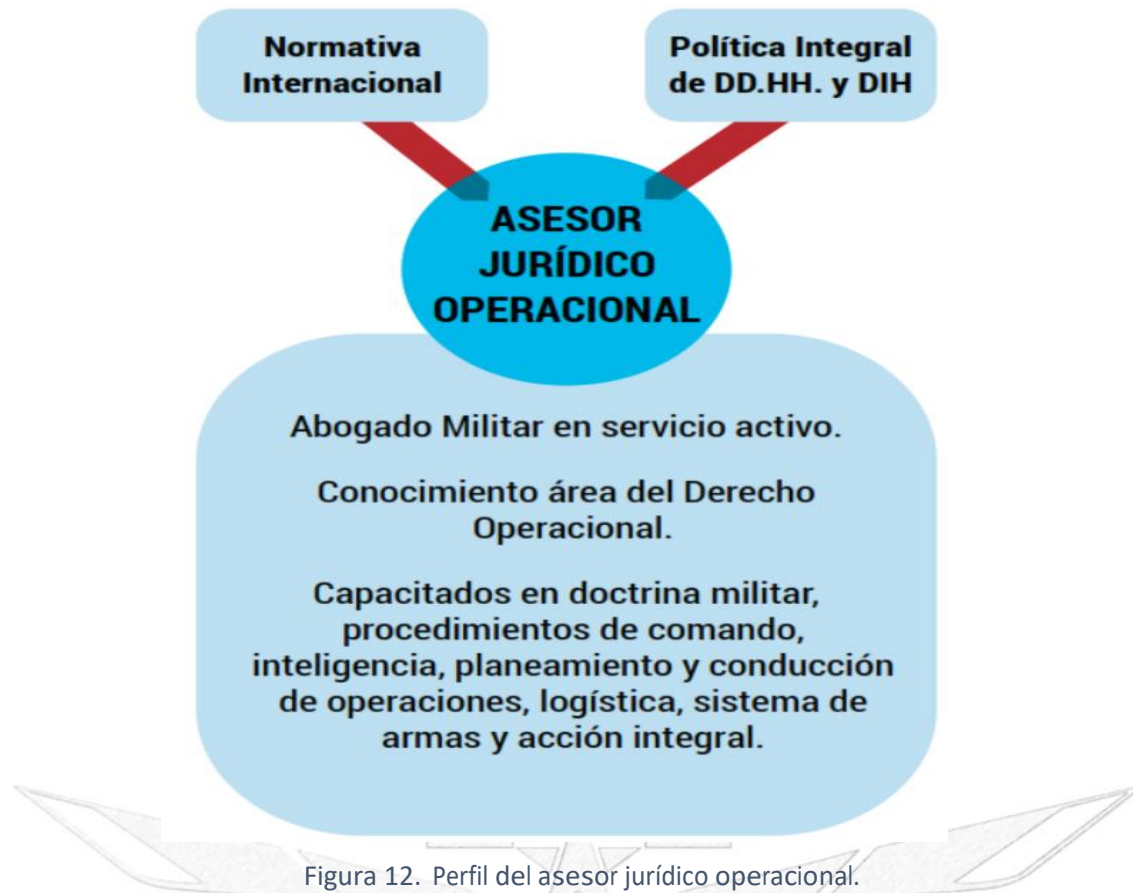 Normativa
Internacional
Política Integral
de DD.HH. y DIH
ASESOR
JURÍDICO
OPERACIONAL
Abogado Militar en servicio activo.
Conocimiento área del Derecho
Operacional.
Capacitados en doctrina militar,
procedimientos de comando,
inteligencia, planeamiento y conducción
de operaciones, logística, sistema de
armas y acción integral.
Figura 12. Perfil del asesor jurídico operacional.